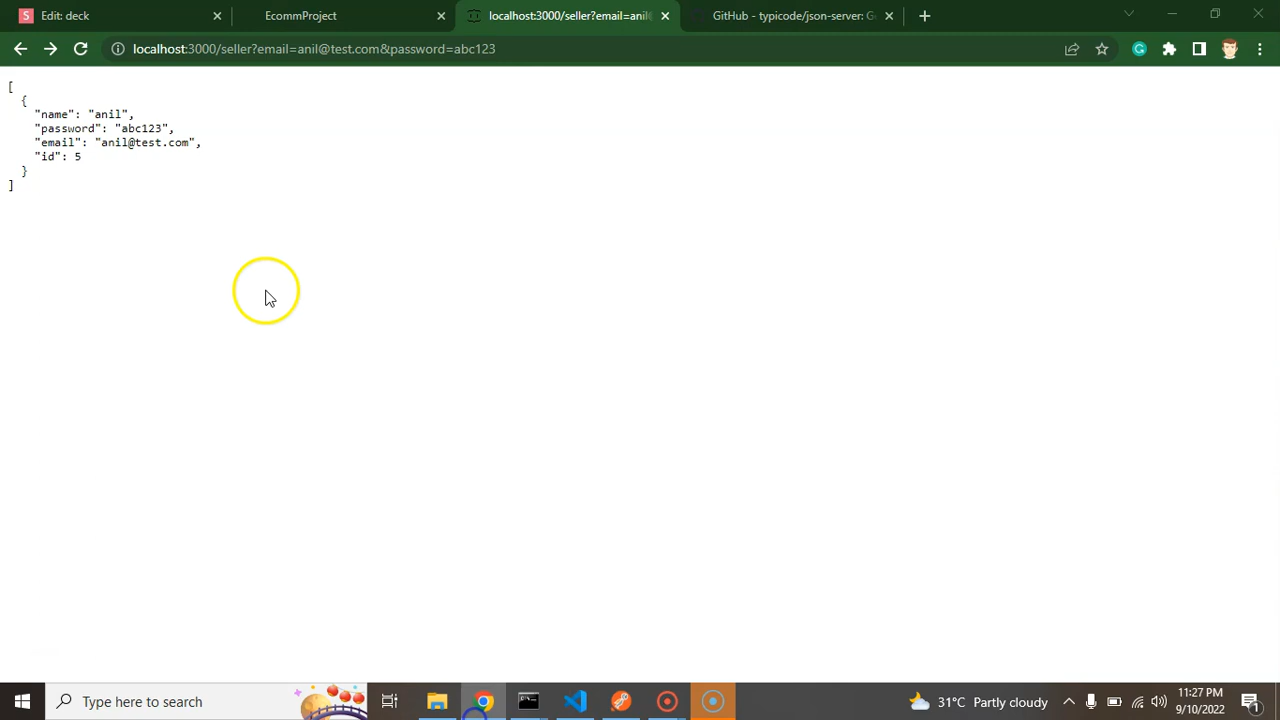 S Edit: deck
EcommProject
localhost:3000/seller?email=anil
GitHub - typicode/json-server: Ge
localhost:3000/seller?email=anil@test.com&password=abc123
[
{
"name": "anil",
"password": "abc123",
"email": "anil@test.com",
"id": 5
}
]
Type here to search
31°C Partly cloudy
11:27 PM
9/10/2022
1